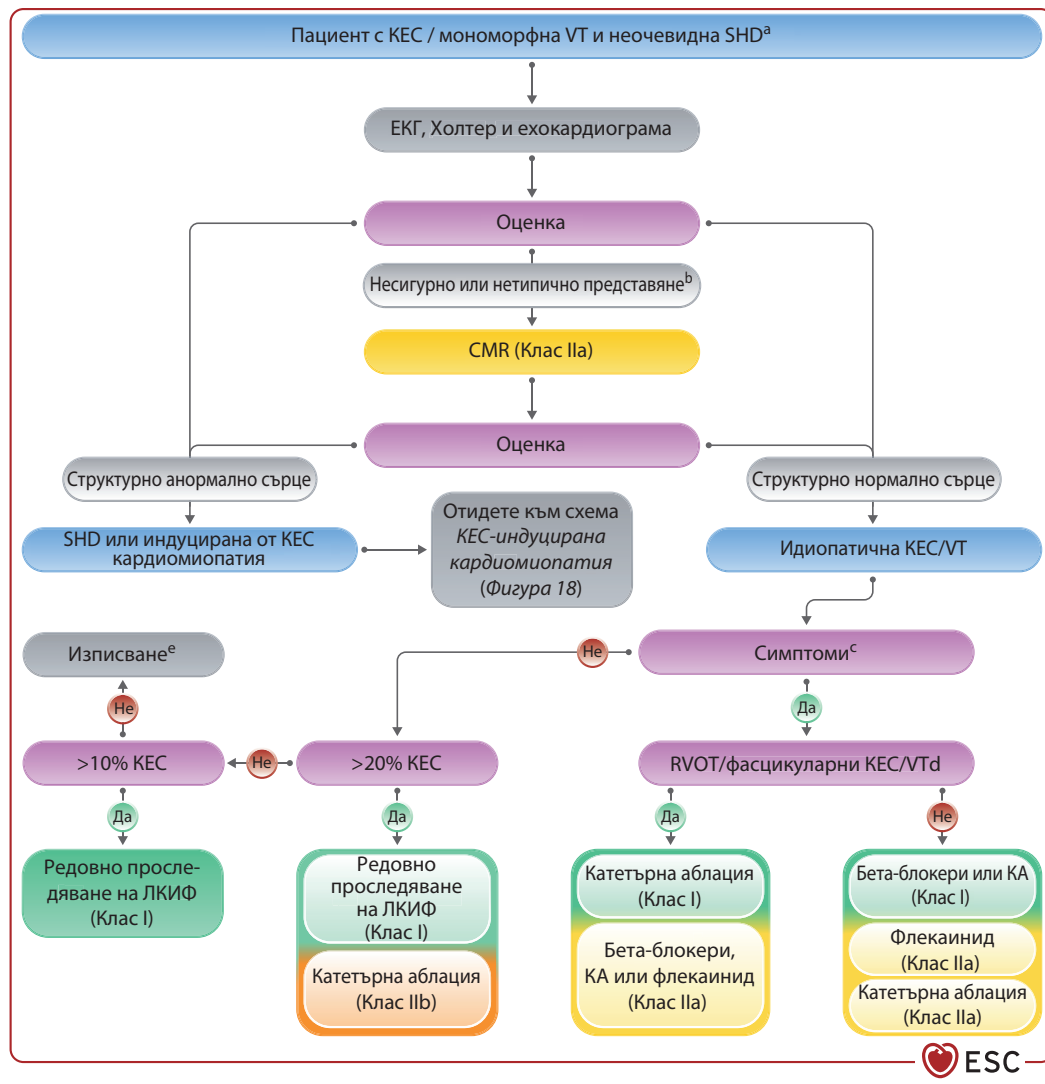 Пациент с КЕС / мономорфна VT и неочевидна SHDa
ЕКГ, Холтер и ехокардиограма
Оценка
Несигурно или нетипично представянеb
CMR (Клас IIa)
Оценка
Структурно анормално сърце
Структурно нормално сърце
SHD или индуцирана от КЕС
кардиомиопатия
Отидете към схема
КЕС-индуцирана
кардиомиопатия
(Фигура 18)
Идиопатична КЕС/VT
Изписванеe
Не
Симптомиc
Не
Да
>10% КЕС
Не
>20% КЕС
RVOT/фасцикуларни КЕС/VTd
Да
Да
Да
Не
Редовно просле-
дяване на ЛКИФ
(Клас I)
Редовно
проследяване
на ЛКИФ
(Клас I)
Катетърна аблация
(Клас IIb)
Катетърна аблация
(Клас I)
Бета-блокери,
КА или флекаинид
(Клас IIa)
Бета-блокери или КА
(Клас I)
Флекаинид
(Клас IIa)
Катетърна аблация
(Клас IIa)
ESC